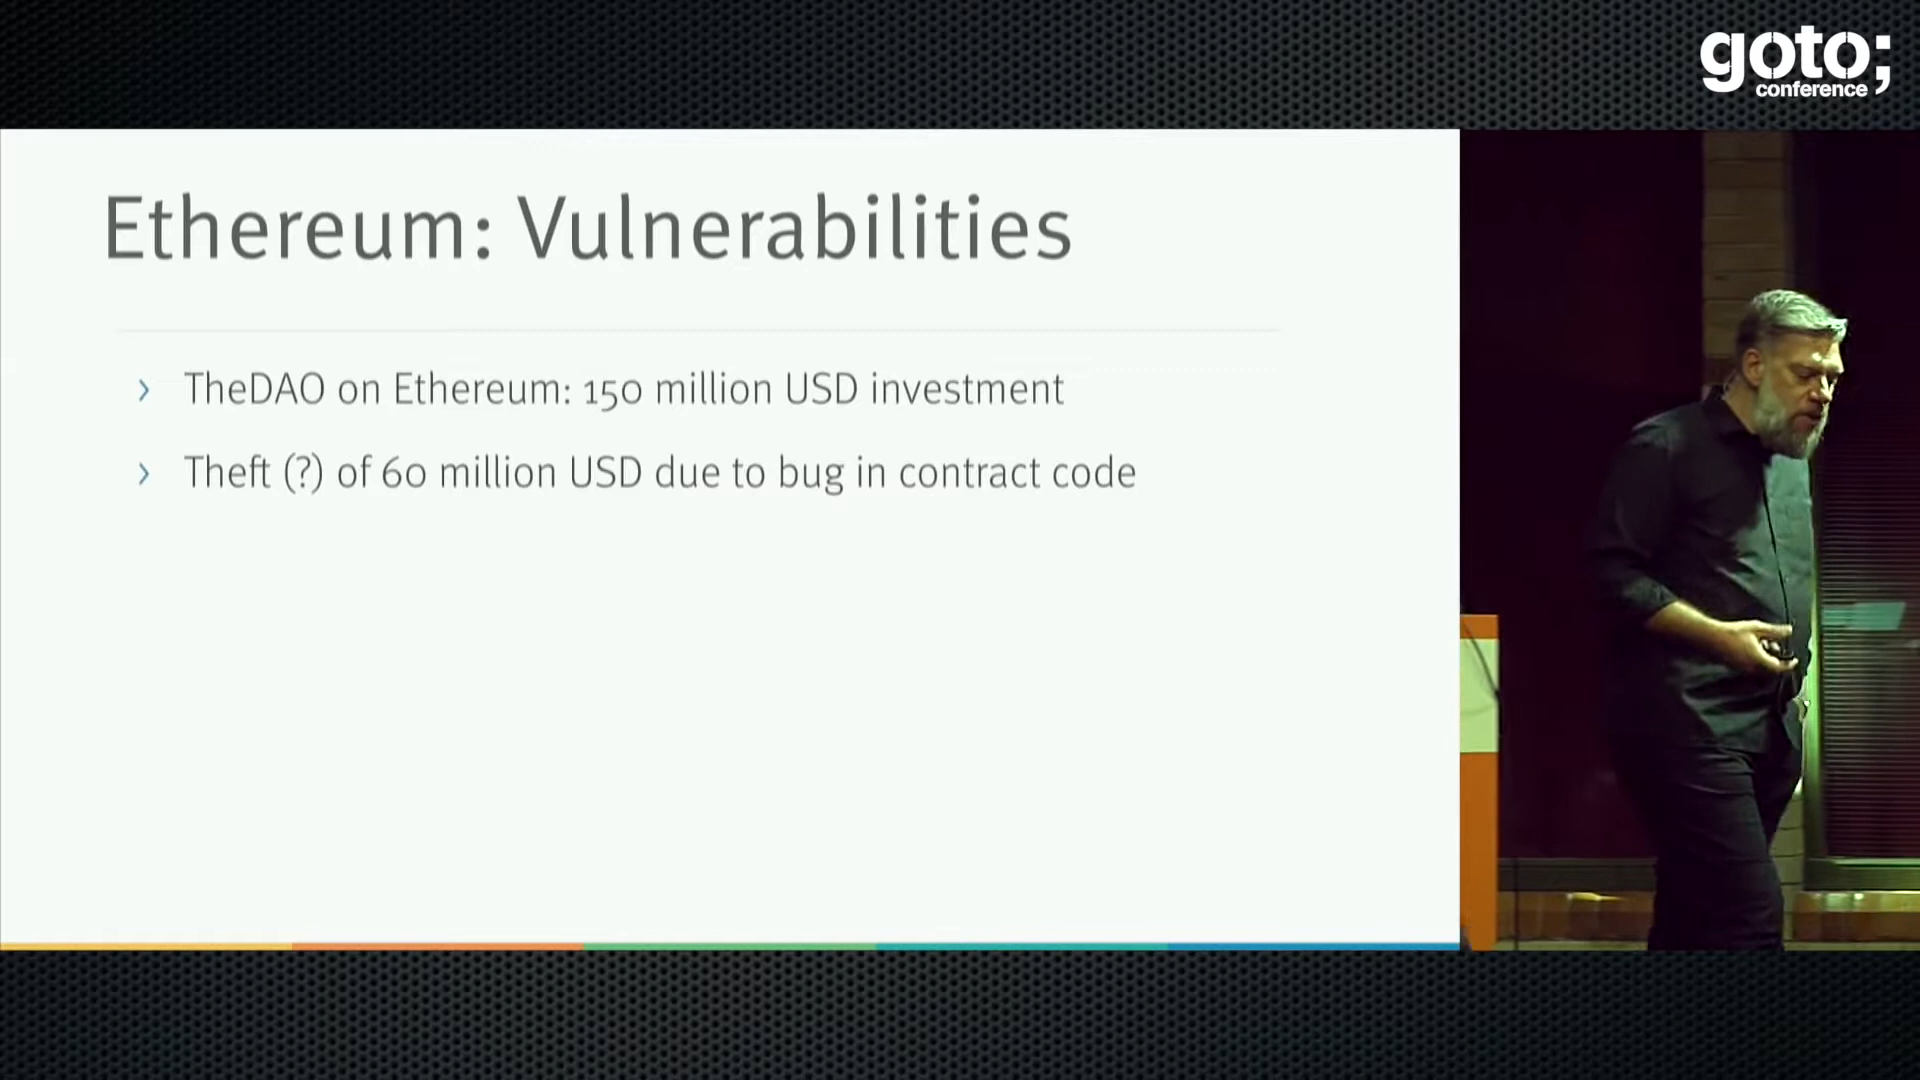 goto;
conference
Ethereum: Vulnerabilities
› TheDAO on Ethereum: 150 million USD investment
› Theft (?) of 60 million USD due to bug in contract code